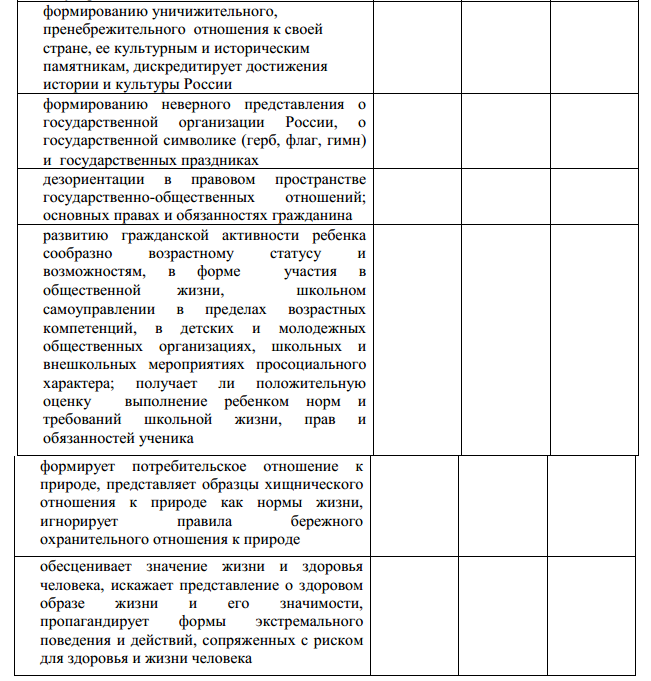 формированию уничижительного,
пренебрежительного отношения к своей
стране, ее культурным и историческим
памятникам, дискредитирует достижения
истории и культуры России
формированию неверного представления о
государственной организации России, о
государственной символике (герб, флаг, гимн)
и государственных праздниках
дезориентации в правовом пространстве
государственно-общественных отношений;
основных правах и обязанностях гражданина
развитию гражданской активности ребенка
сообразно возрастному статусу и
возможностям, в форме участия в
общественной жизни, школьном
самоуправлении в пределах возрастных
компетенций, в детских и молодежных
общественных организациях, школьных и
внешкольных мероприятиях просоциального
характера; получает ли положительную
оценку выполнение ребенком норм и
требований школьной жизни, прав и
обязанностей ученика
формирует потребительское отношение к
природе, представляет образцы хищнического
отношения к природе как нормы жизни,
игнорирует правила бережного
охранительного отношения к природе
обесценивает значение жизни и здоровья
человека, искажает представление о здоровом
образе жизни и его значимости,
пропагандирует формы экстремального
поведения и действий, сопряженных с риском
для здоровья и жизни человека